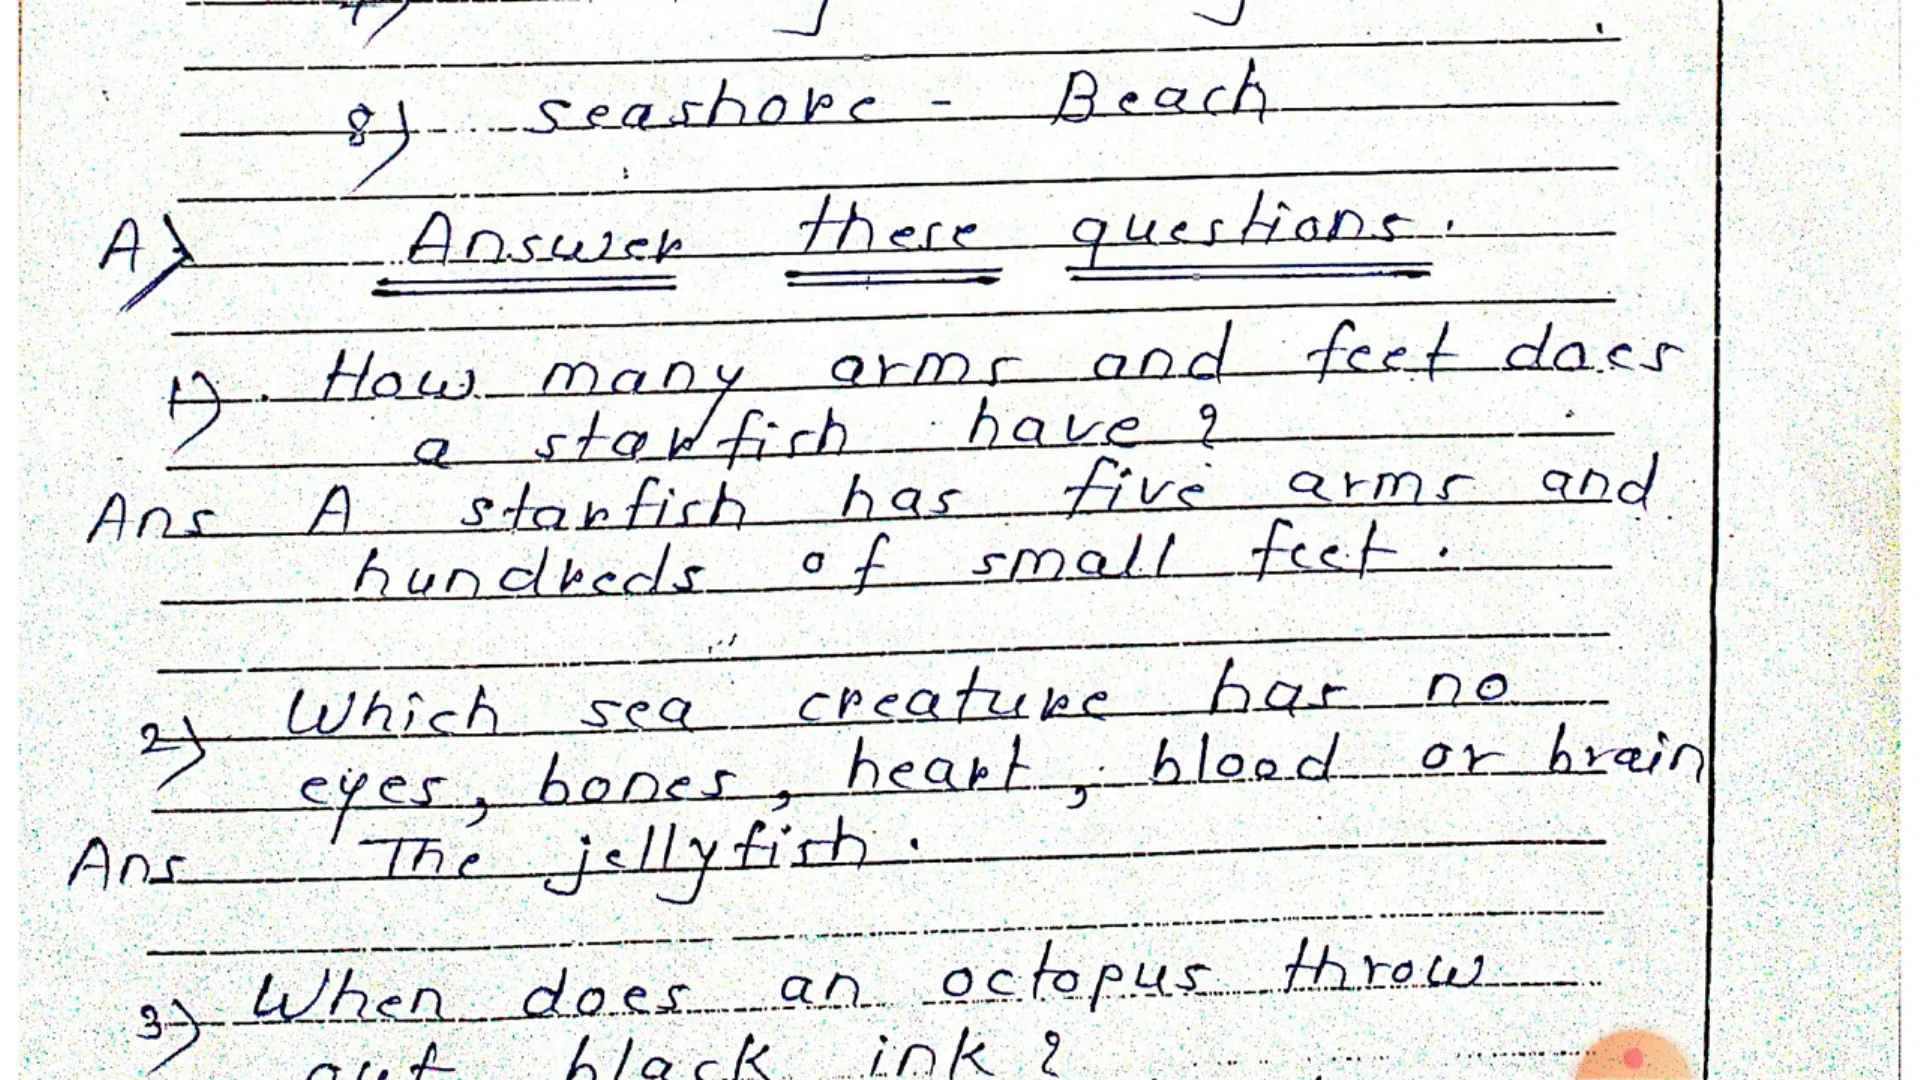 8) seashore - Beach
A) Answer these questions.
1) How many arms and feet does
a starfish have ?
Ans A starfish has five arms and
hundreds of small feet.
2) Which sea creature has no
eyes, bones, heart, blood or brain
Ans The jellyfish.
3) When does an octopus throw
out black ink ?